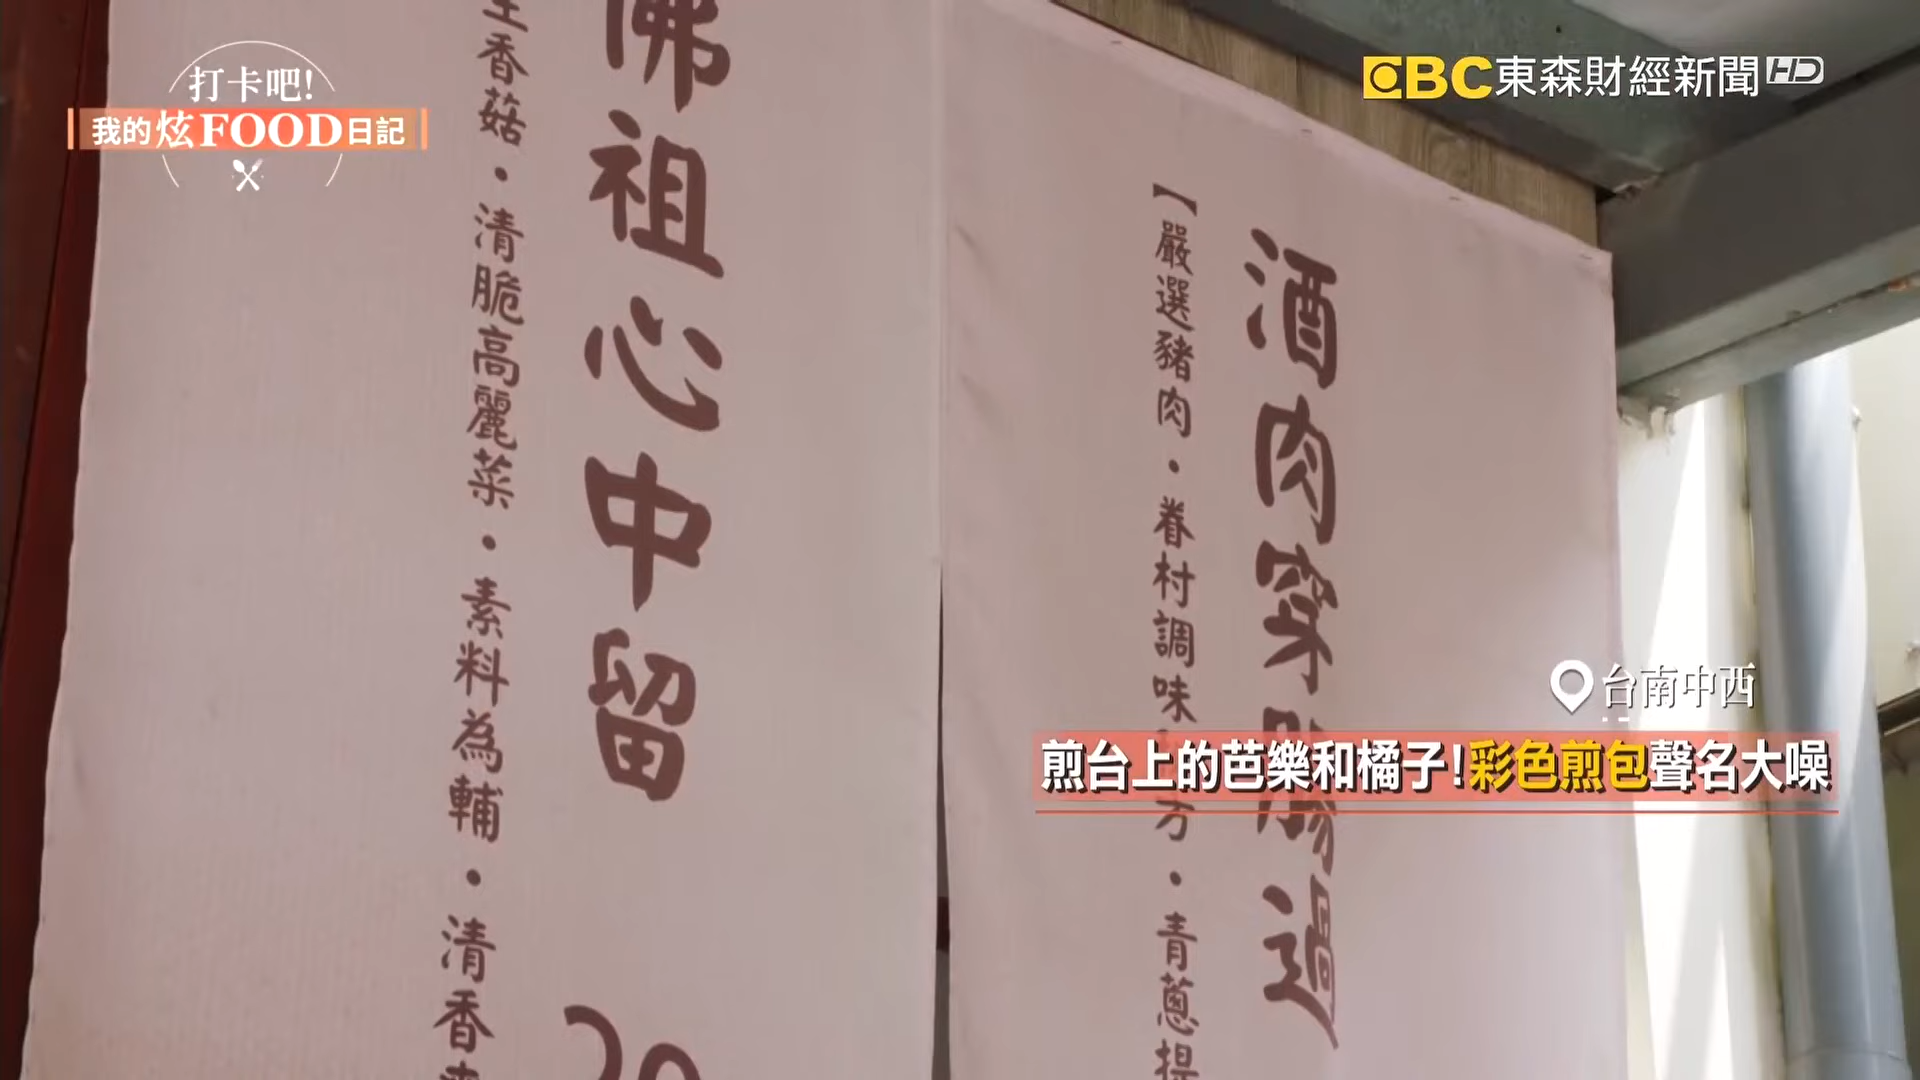 打卡吧!
我的炫FOOD日記
EBC東森財經新聞HD
酒肉穿腸過
【嚴選豬肉・眷村調味・方・青蔥提
佛祖心中留
香菇・清脆高麗菜・素料為輔・清香
台南中西
煎台上的芭樂和橘子!彩色煎包聲名大噪